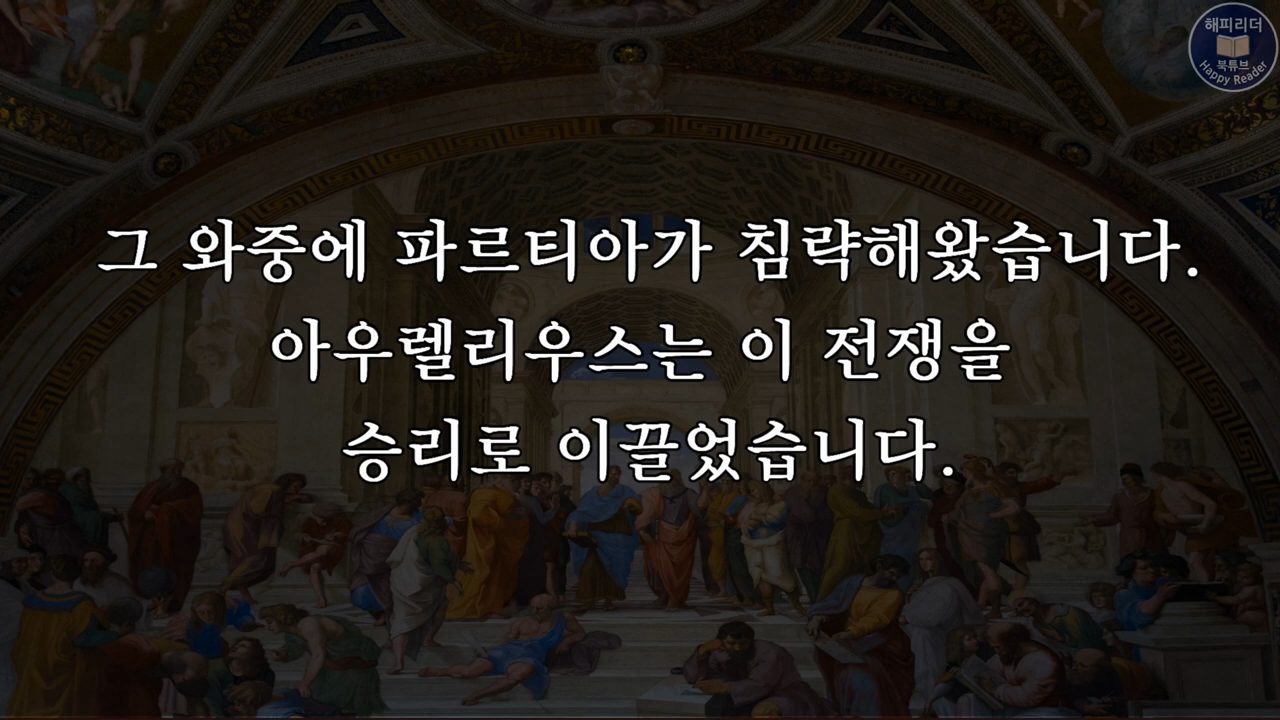 해피리더
북튜브
Happy Reader
그 와중에 파르티아가 침략해왔습니다.
아우렐리우스는 이 전쟁을
승리로 이끌었습니다.